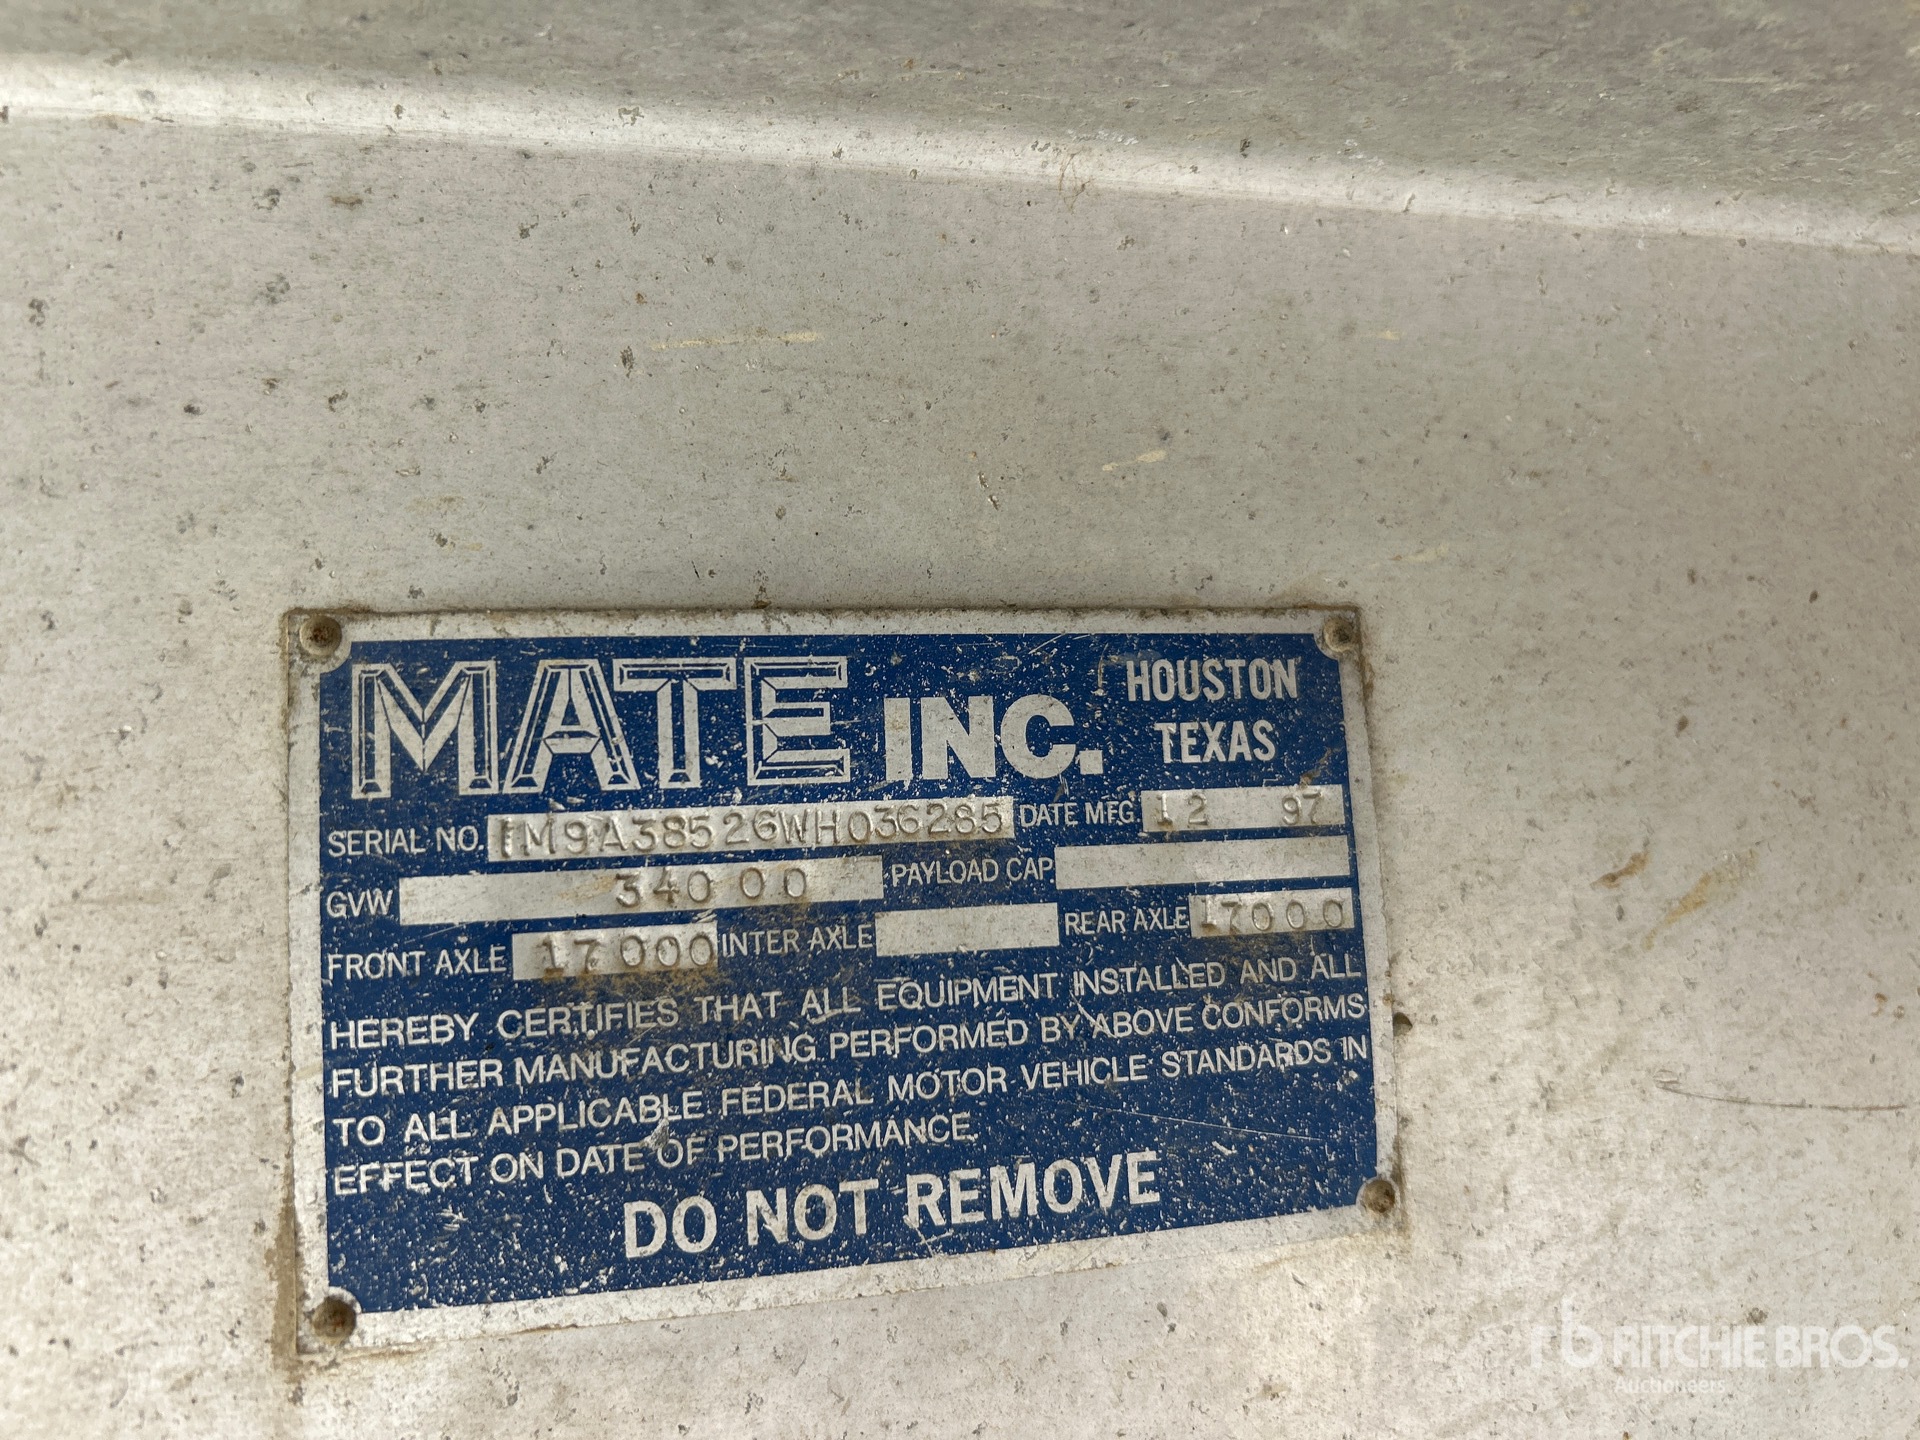 MATE INC. HOUSTON TEXAS
SERIAL NO. 1M9A38526WH036285 DATE MFG. 12 97
GVW 34000 PAYLOAD CAP
FRONT AXLE 17000 INTER AXLE REAR AXLE 17000
HEREBY CERTIFIES THAT ALL EQUIPMENT INSTALLED AND ALL
FURTHER MANUFACTURING PERFORMED BY ABOVE CONFORMS
TO ALL APPLICABLE FEDERAL MOTOR VEHICLE STANDARDS IN
EFFECT ON DATE OF PERFORMANCE.
DO NOT REMOVE
rb RITCHIE BROS.
Auctioneers